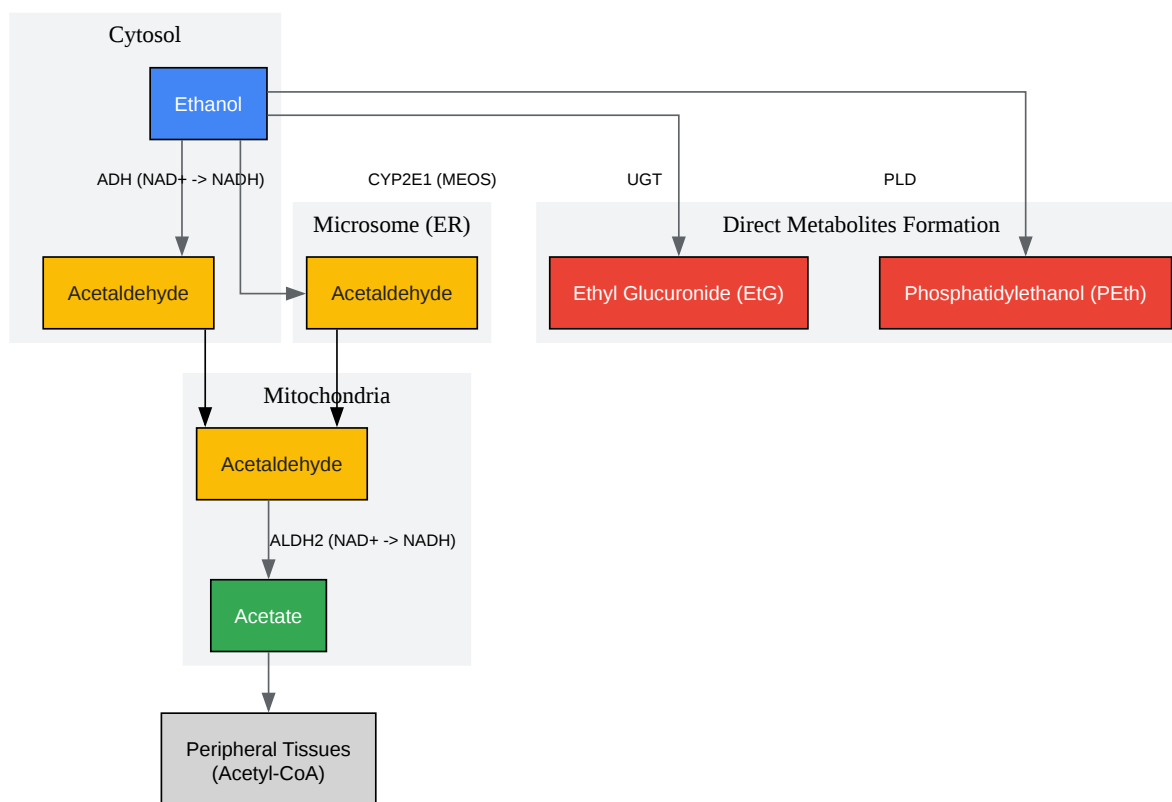 Cytosol
Ethanol
ADH (NAD+ -> NADH)
CYP2E1 (MEOS)
UGT
PLD
Microsome (ER)
Direct Metabolites Formation
Acetaldehyde
Acetaldehyde
Ethyl Glucuronide (EtG)
Phosphatidylethanol (PEth)
Mitochondria
Acetaldehyde
ALDH2 (NAD+ -> NADH)
Acetate
Peripheral Tissues
(Acetyl-CoA)